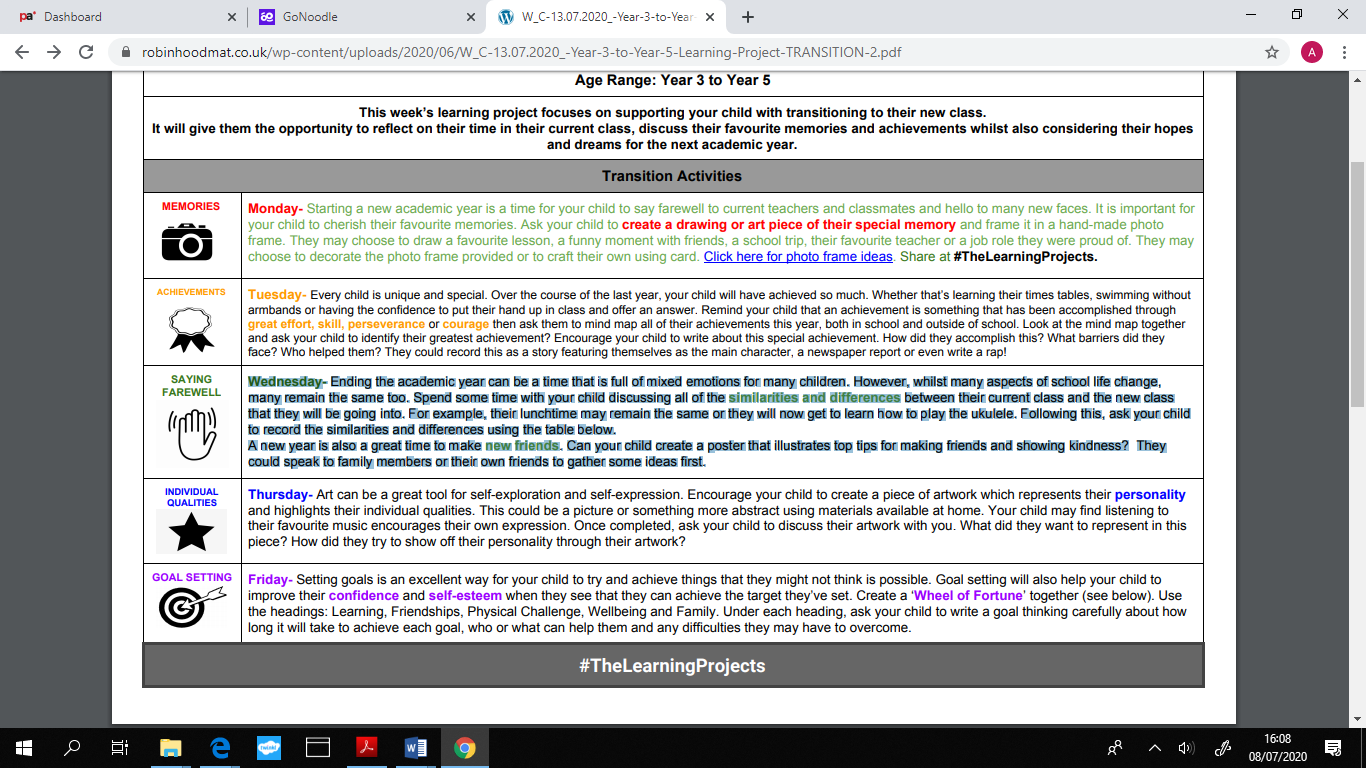 Dashboard
GoNoodle
W_C-13.07.2020_-Year-3-to-Year-
robinhoodmat.co.uk/wp-content/uploads/2020/06/W_C-13.07.2020_-Year-3-to-Year-5-Learning-Project-TRANSITION-2.pdf
A
Age Range: Year 3 to Year 5
This week's learning project focuses on supporting your child with transitioning to their new class.
It will give them the opportunity to reflect on their time in their current class, discuss their favourite memories and achievements whilst also considering their hopes
and dreams for the next academic year.
Transition Activities
MEMORIES
Monday- Starting a new academic year is a time for your child to say farewell to current teachers and classmates and hello to many new faces. It is important for
your child to cherish their favourite memories. Ask your child to create a drawing or art piece of their special memory and frame it in a hand-made photo
frame. They may choose to draw a favourite lesson, a funny moment with friends, a school trip, their favourite teacher or a job role they were proud of. They may
choose to decorate the photo frame provided or to craft their own using card. Click here for photo frame ideas. Share at #TheLearningProjects.
ACHIEVEMENTS
Tuesday- Every child is unique and special. Over the course of the last year, your child will have achieved so much. Whether that's learning their times tables, swimming without
armbands or having the confidence to put their hand up in class and offer an answer. Remind your child that an achievement is something that has been accomplished through
great effort, skill, perseverance or courage then ask them to mind map all of their achievements this year, both in school and outside of school. Look at the mind map together
and ask your child to identify their greatest achievement? Encourage your child to write about this special achievement. How did they accomplish this? What barriers did they
face? Who helped them? They could record this as a story featuring themselves as the main character, a newspaper report or even write a rap!
SAYING
FAREWELL
Wednesday- Ending the academic year can be a time that is full of mixed emotions for many children. However, whilst many aspects of school life change,
many remain the same too. Spend some time with your child discussing all of the similarities and differences between their current class and the new class
that they will be going into. For example, their lunchtime may remain the same or they will now get to learn how to play the ukulele. Following this, ask your child
to record the similarities and differences using the table below.
A new year is also a great time to make new friends. Can your child create a poster that illustrates top tips for making friends and showing kindness? They
could speak to family members or their own friends to gather some ideas first.
INDIVIDUAL
QUALITIES
Thursday- Art can be a great tool for self-exploration and self-expression. Encourage your child to create a piece of artwork which represents their personality
and highlights their individual qualities. This could be a picture or something more abstract using materials available at home. Your child may find listening to
their favourite music encourages their own expression. Once completed, ask your child to discuss their artwork with you. What did they want to represent in this
piece? How did they try to show off their personality through their artwork?
GOAL SETTING
Friday- Setting goals is an excellent way for your child to try and achieve things that they might not think is possible. Goal setting will also help your child to
improve their confidence and self-esteem when they see that they can achieve the target they've set. Create a 'Wheel of Fortune' together (see below). Use
the headings: Learning, Friendships, Physical Challenge, Wellbeing and Family. Under each heading, ask your child to write a goal thinking carefully about how
long it will take to achieve each goal, who or what can help them and any difficulties they may have to overcome.
#TheLearningProjects
16:08
08/07/2020